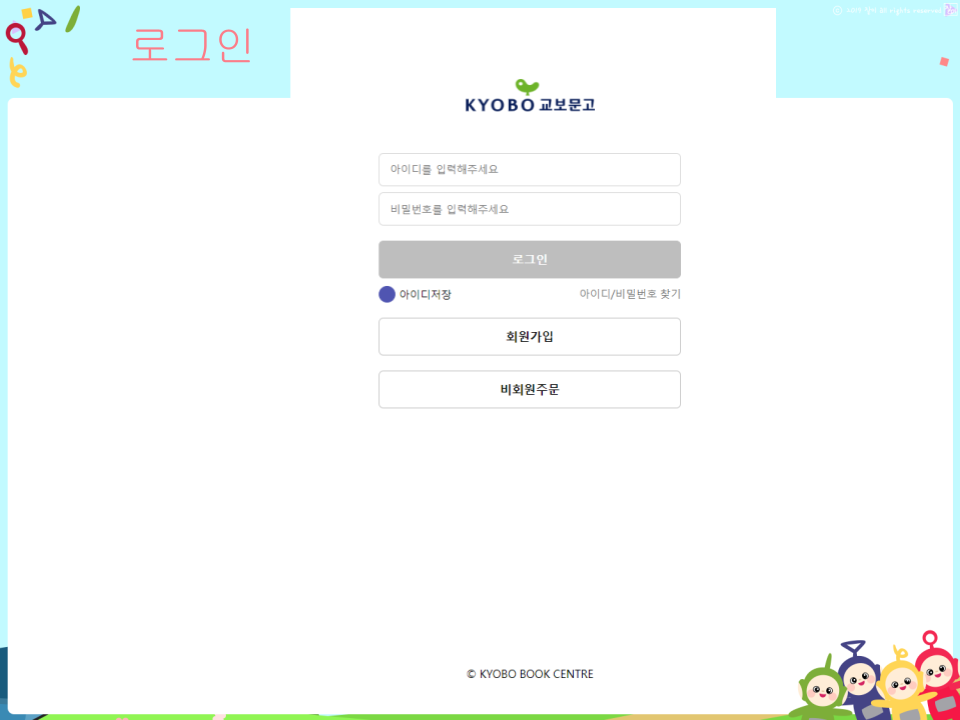 로그인
All rights reserved
KYOBO 교보문고
아이디를 입력해주세요
비밀번호를 입력해주세요
로그인
아이디저장
아이디/비밀번호 찾기
회원가입
비회원주문
© KYOBO BOOK CENTRE